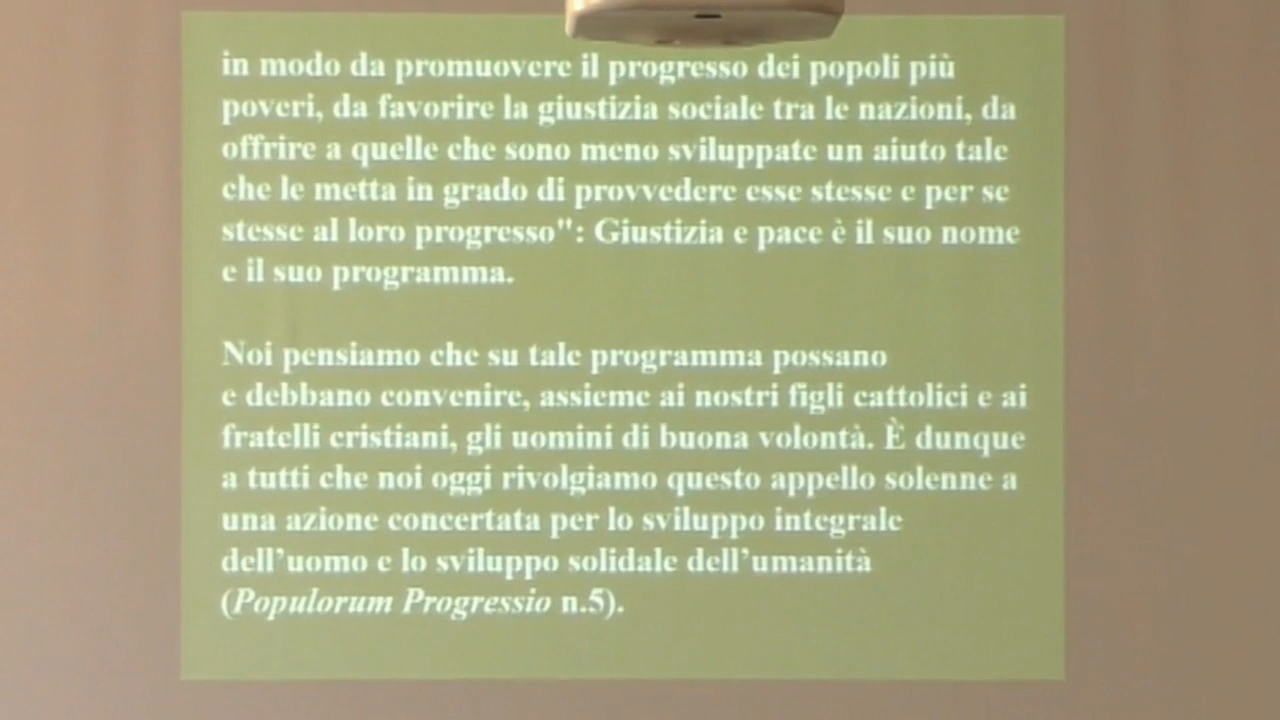 in modo da promuovere il progresso dei popoli più
poveri, da favorire la giustizia sociale tra le nazioni, da
offrire a quelle che sono meno sviluppate un aiuto tale
che le metta in grado di provvedere esse stesse e per se
stesse al loro progresso": Giustizia e pace è il suo nome
e il suo programma.
Noi pensiamo che su tale programma possano
e debbano convenire, assieme ai nostri figli cattolici e ai
fratelli cristiani, gli uomini di buona volontà. È dunque
a tutti che noi oggi rivolgiamo questo appello solenne a
una azione concertata per lo sviluppo integrale
dell’uomo e lo sviluppo solidale dell’umanità
(Populorum Progressio n.5).